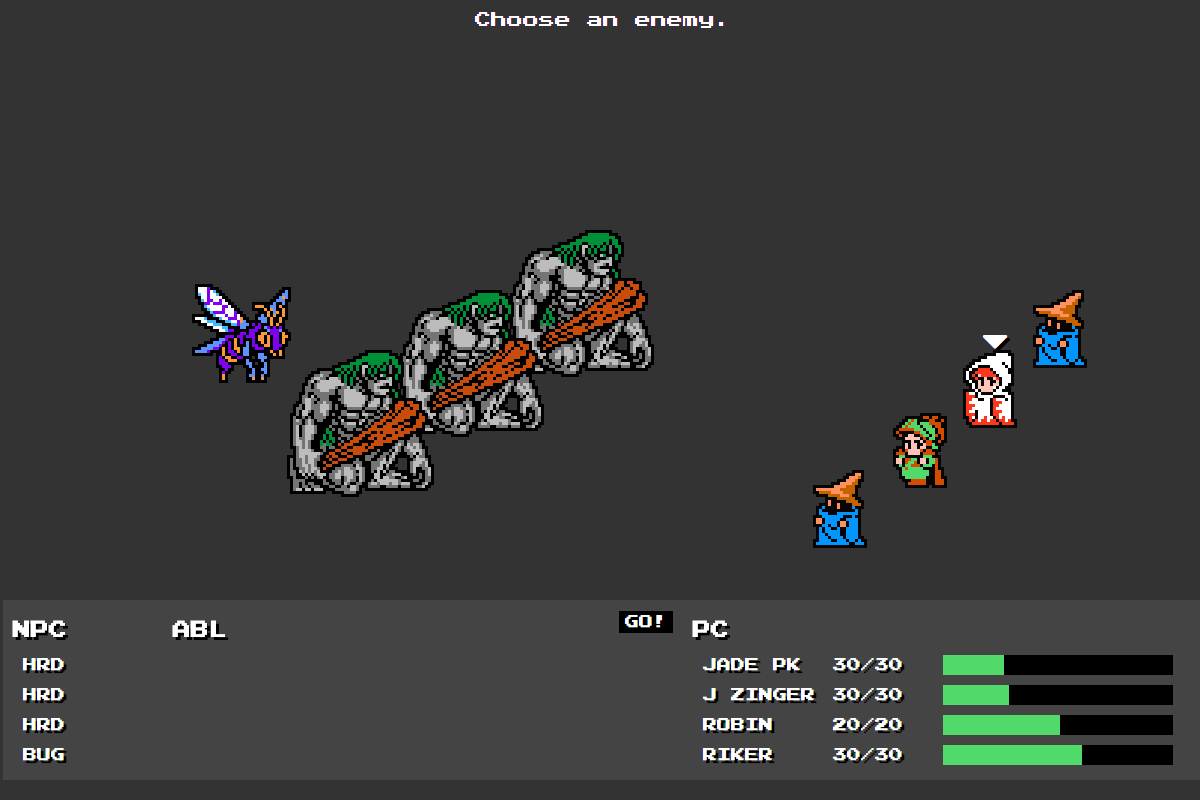 Choose an enemy.
NPC ABL GO! PC
HRD JADE PK 30/30
HRD J ZINGER 30/30
HRD ROBIN 20/20
BUG RIKER 30/30